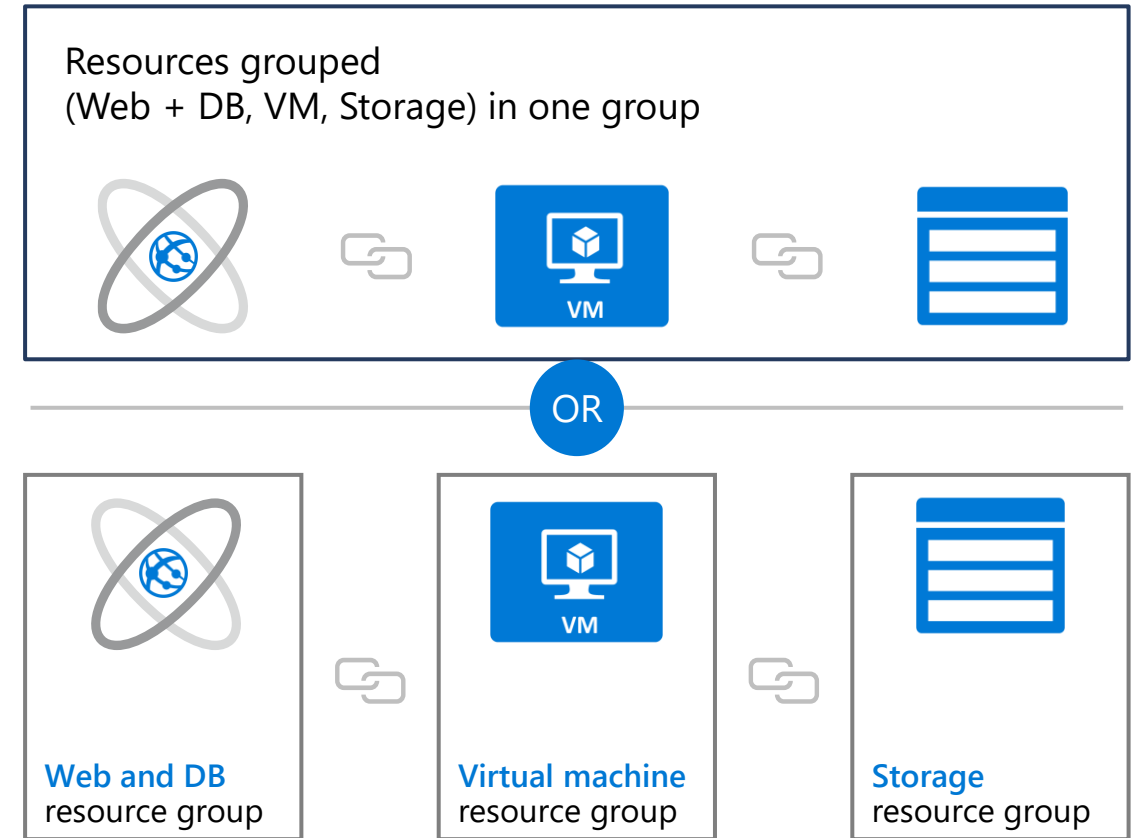 Resources grouped
(Web + DB, VM, Storage) in one group
VM
OR
VM
Web and DB
resource group
Virtual machine
resource group
Storage
resource group